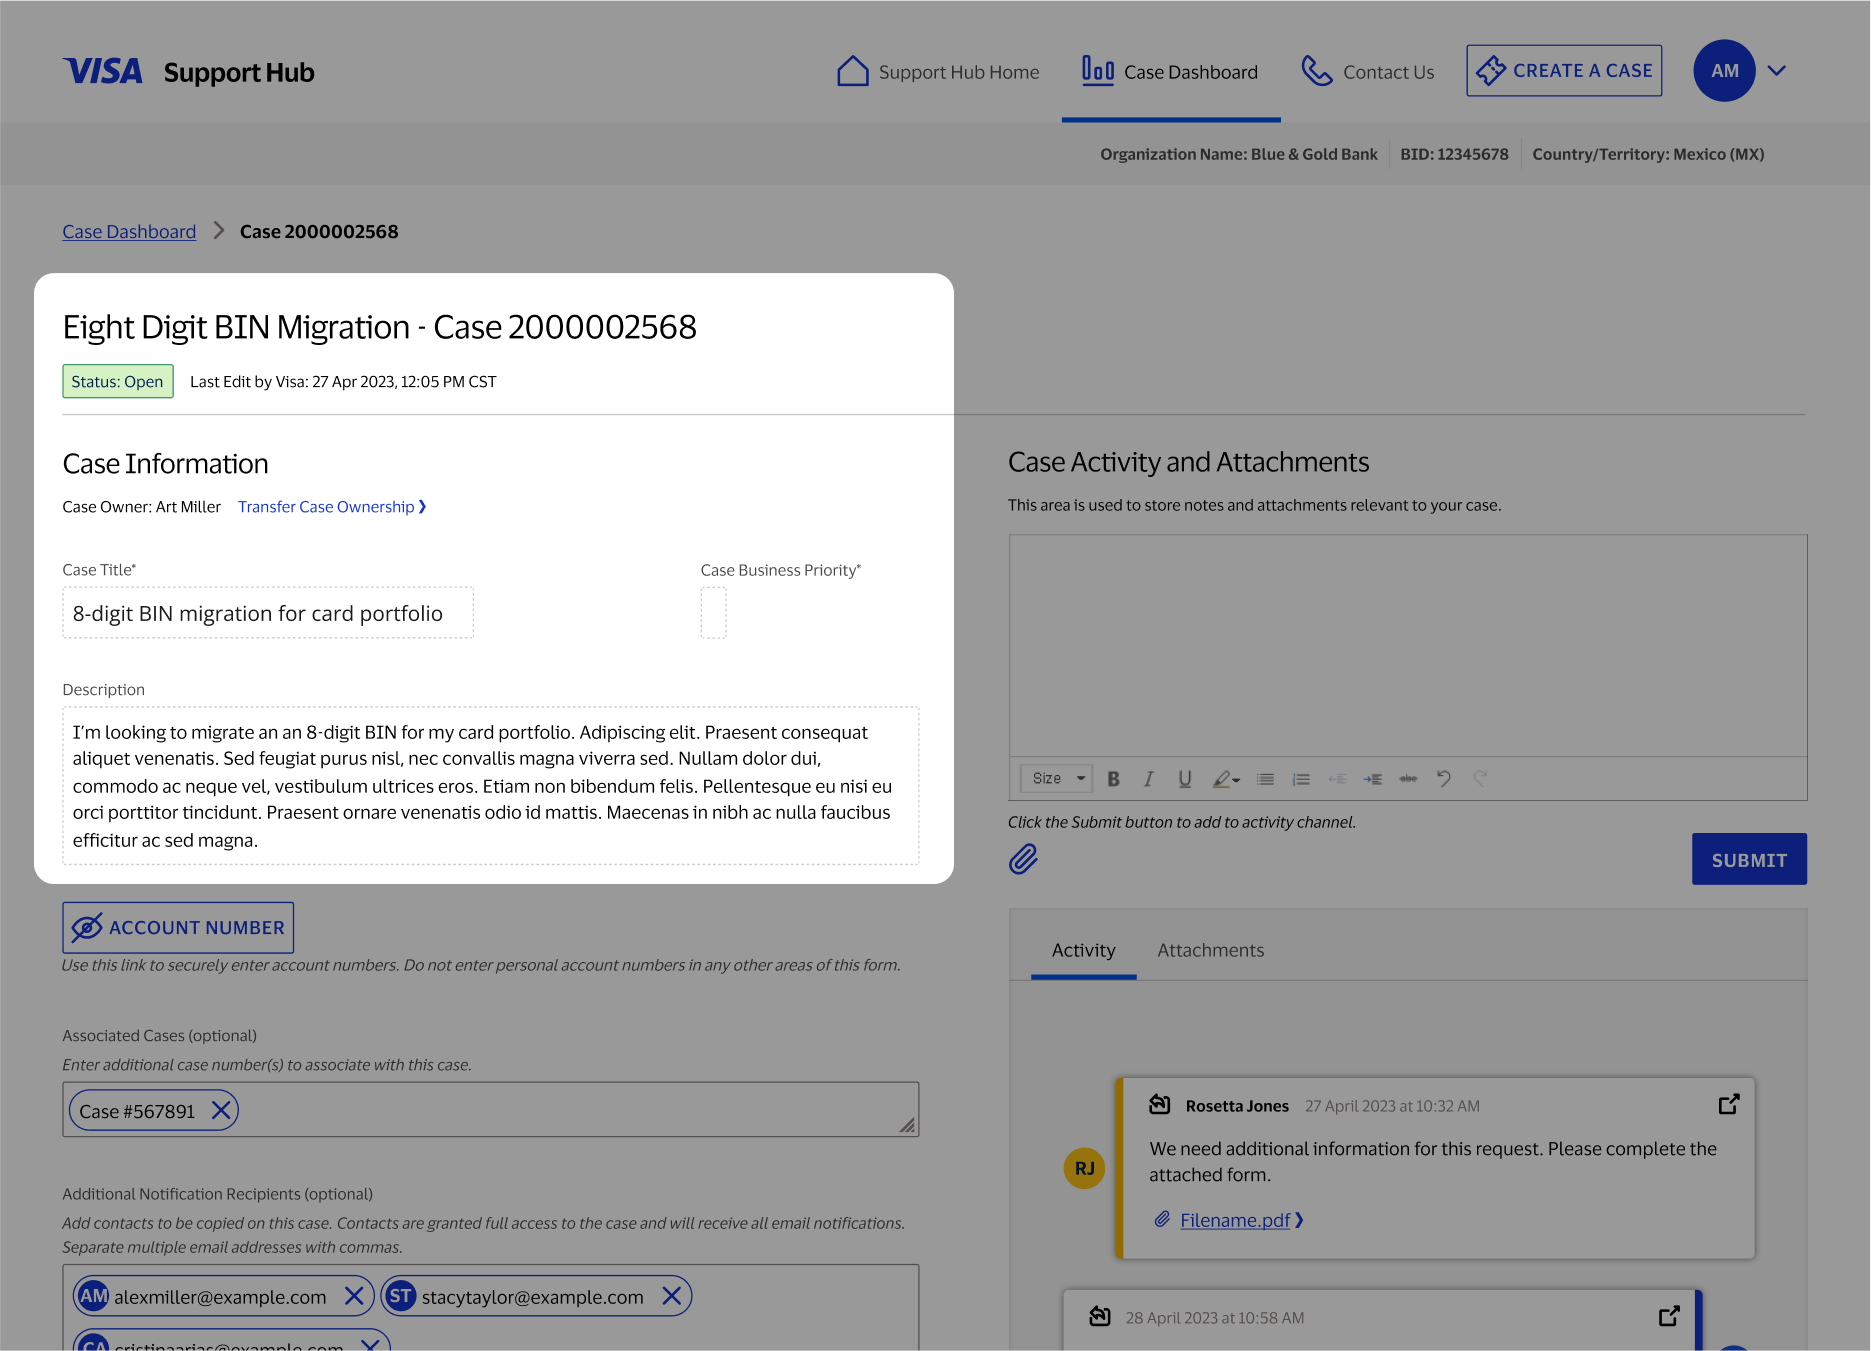 VISA Support Hub
Support Hub Home
Case Dashboard
Contact Us
CREATE A CASE
AM
Organization Name: Blue & Gold Bank
BID: 12345678
Country/Territory: Mexico (MX)
Case Dashboard
Case 2000002568
Eight Digit BIN Migration - Case 2000002568
Status: Open
Last Edit by Visa: 27 Apr 2023, 12:05 PM CST
Case Information
Case Owner: Art Miller
Transfer Case Ownership
Case Title*
8-digit BIN migration for card portfolio
Case Business Priority*
Description
I'm looking to migrate an an 8-digit BIN for my card portfolio. Adipiscing elit. Praesent consequat
aliquet venenatis. Sed feugiat purus nisl, nec convallis magna viverra sed. Nullam dolor dui,
commodo ac neque vel, vestibulum ultrices eros. Etiam non bibendum felis. Pellentesque eu nisi eu
orci porttitor tincidunt. Praesent ornare venenatis odio id mattis. Maecenas in nibh ac nulla faucibus
efficitur ac sed magna.
ACCOUNT NUMBER
Use this link to securely enter account numbers. Do not enter personal account numbers in any other areas of this form.
Associated Cases (optional)
Enter additional case number(s) to associate with this case.
Case #567891
Additional Notification Recipients (optional)
Add contacts to be copied on this case. Contacts are granted full access to the case and will receive all email notifications.
Separate multiple email addresses with commas.
AM alexmiller@example.com
ST stacytaylor@example.com
CA cristinaarias@example.com
Case Activity and Attachments
This area is used to store notes and attachments relevant to your case.
Size
B I U
abc
Click the Submit button to add to activity channel.
SUBMIT
Activity
Attachments
RJ
Rosetta Jones
27 April 2023 at 10:32 AM
We need additional information for this request. Please complete the
attached form.
Filename.pdf
28 April 2023 at 10:58 AM